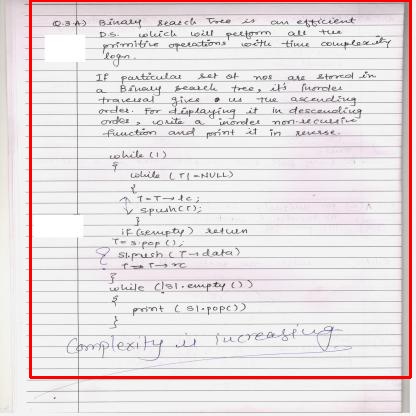 Q.3 A) Binary Search Tree is an efficient
D.S. which will perform all the
primitive operations with time complexity
logn.
If particular set of nos are stored in
a Binary search tree, it's inorder
traversal gives us the ascending
order. For displaying it in descending
order, write a inorder non-recursive
function and print it in reverse.
while (1)
{
while (T!=NULL)
{
T=T→lc;
s.push(T);
}
if(s.empty) return
T=s.pop();
{ S1.push (T→data)
T=T→rc
}
while (!S1.empty())
{
print (S1.pop())
}
Complexity is increasing